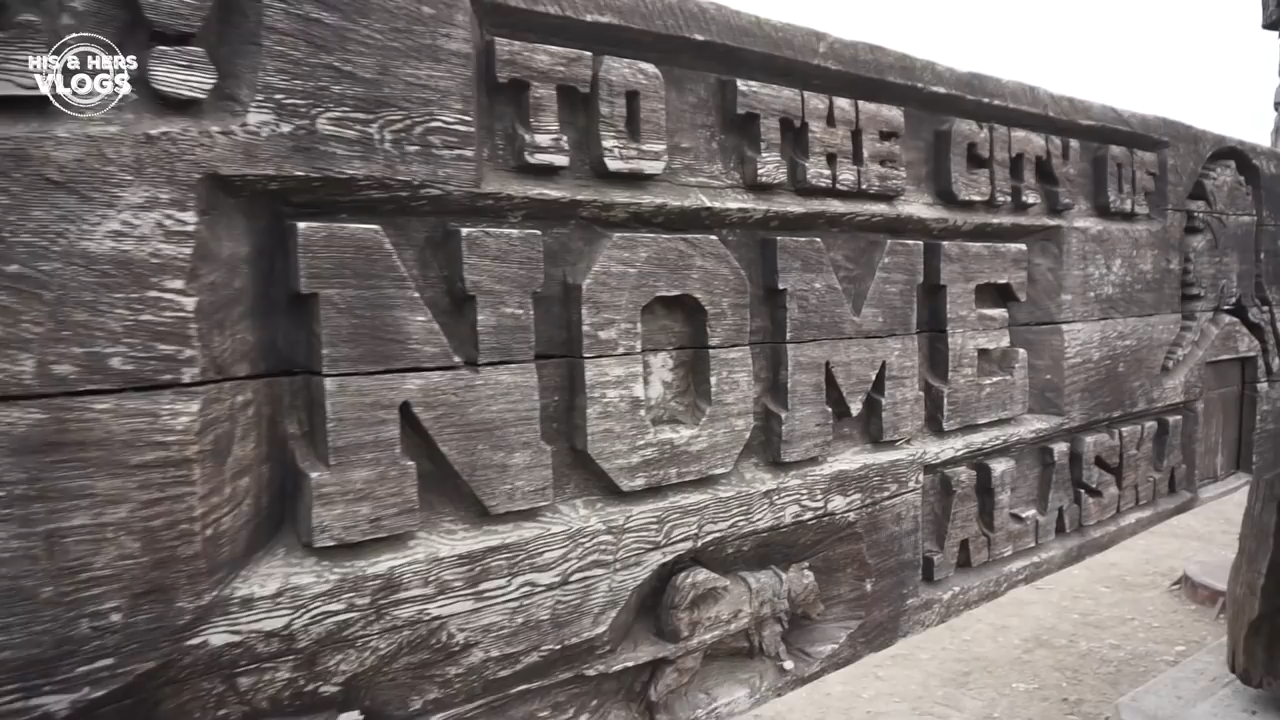 HIS & HERS
VLOGS
TO THE CITY OF
NOME
ALASKA